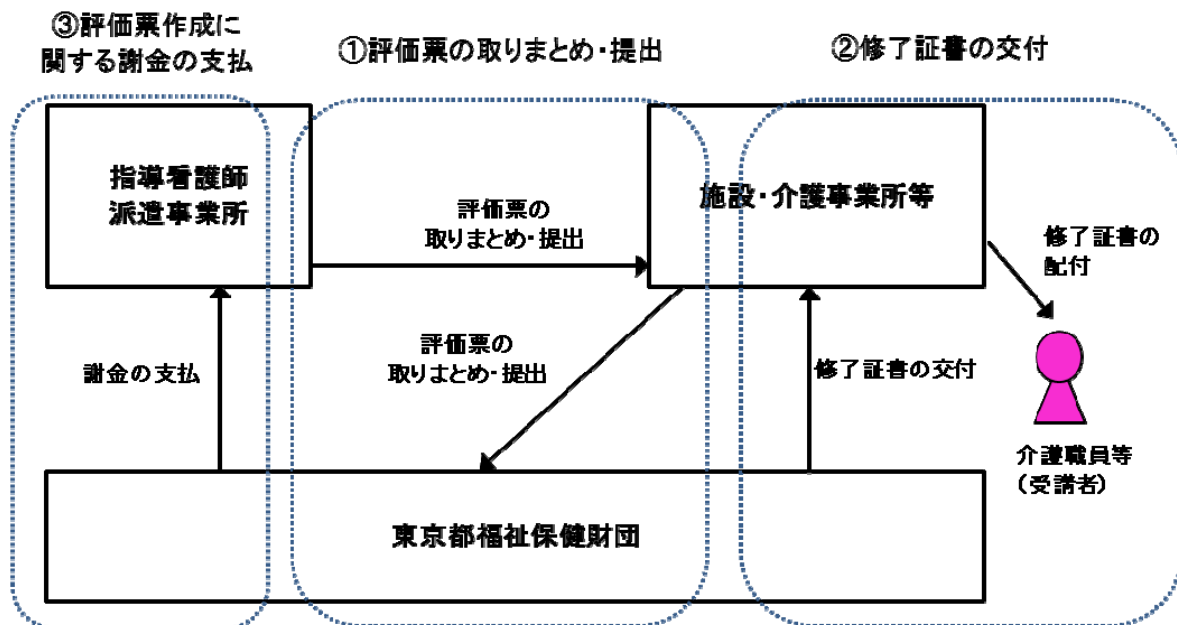 ③評価票作成に
関する謝金の支払
①評価票の取りまとめ・提出
②修了証書の交付
指導看護師
派遣事業所
施設・介護事業所等
評価票の
取りまとめ・提出
修了証書の
配付
評価票の
取りまとめ・提出
謝金の支払
修了証書の交付
介護職員等
（受講者）
東京都福祉保健財団